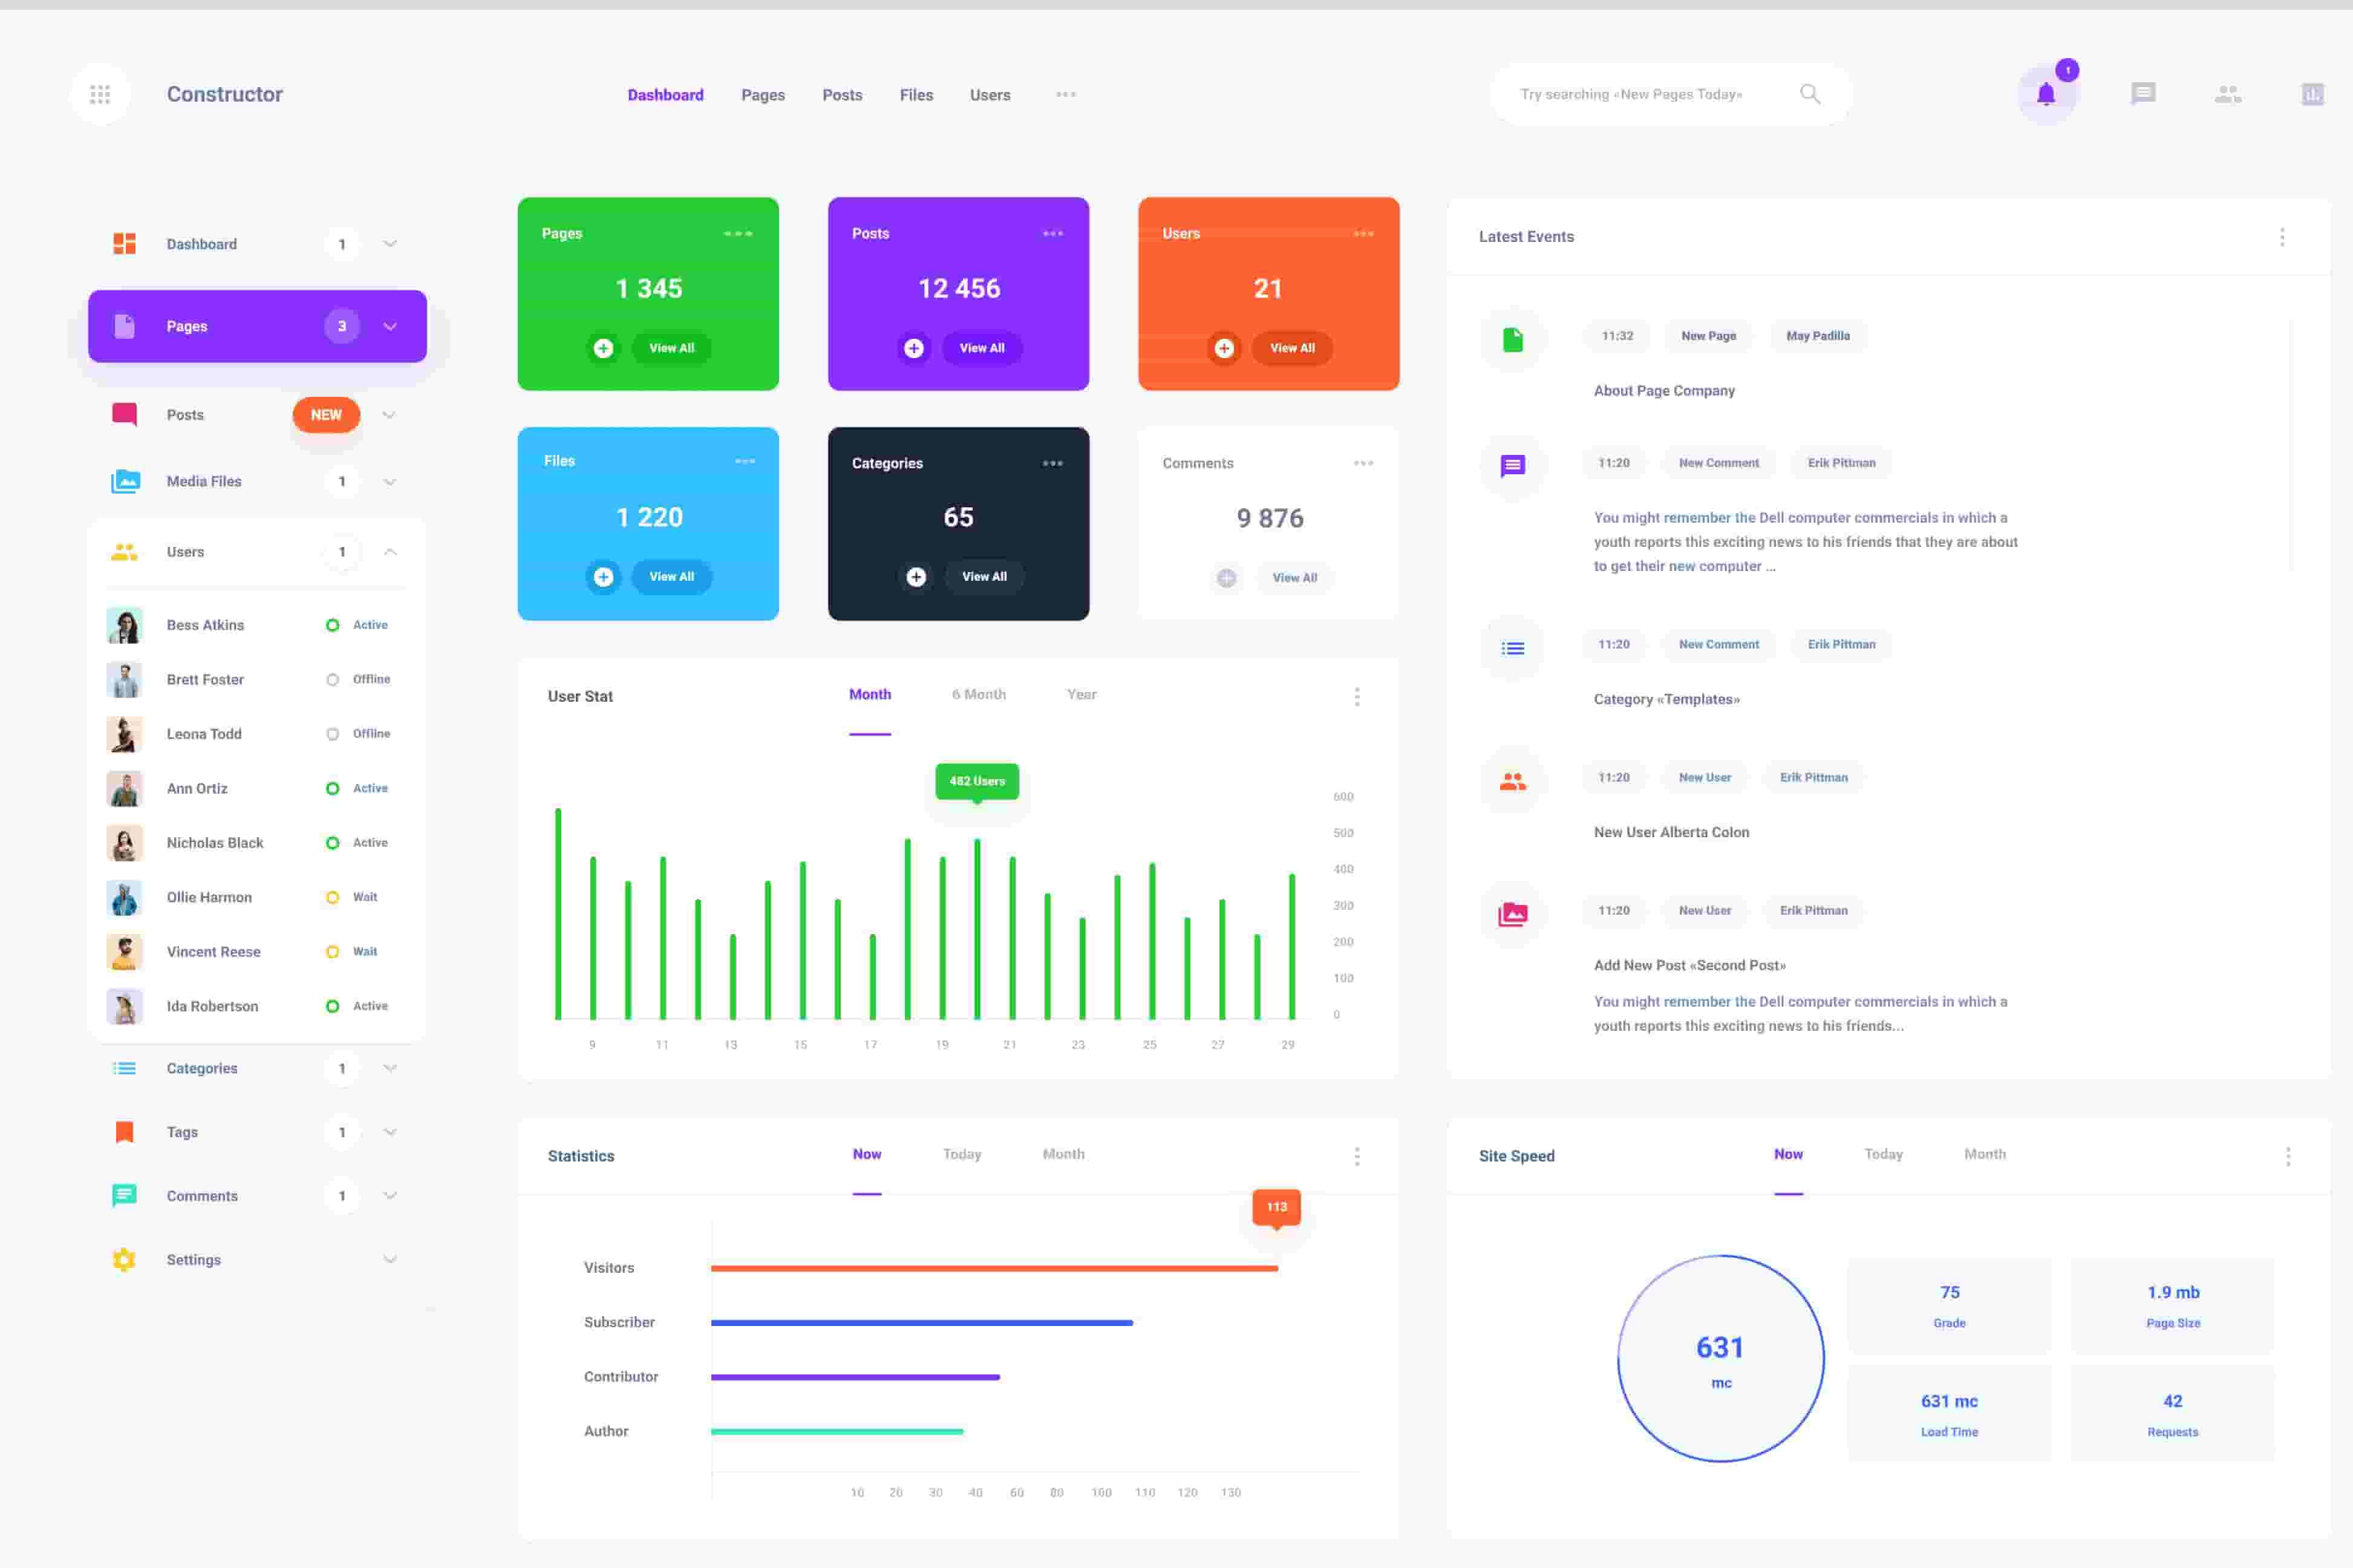 Constructor
Dashboard Pages Posts Files Users
Try searching «New Pages Today»
1
Dashboard 1
Pages 3
Posts NEW
Media Files 1
Users 1
Bess Atkins Active
Brett Foster Offline
Leona Todd Offline
Ann Ortiz Active
Nicholas Black Active
Ollie Harmon Wait
Vincent Reese Wait
Ida Robertson Active
Categories 1
Tags 1
Comments 1
Settings
Pages
1 345
View All
Posts
12 456
View All
Users
21
View All
Files
1 220
View All
Categories
65
View All
Comments
9 876
View All
User Stat
Month 6 Month Year
482 Users
600
500
400
300
200
100
0
9 11 13 15 17 19 21 23 25 27 29
Statistics
Now Today Month
113
Visitors
Subscriber
Contributor
Author
10 20 30 40 60 80 100 110 120 130
Latest Events
11:32 New Page May Padilla
About Page Company
11:20 New Comment Erik Pittman
You might remember the Dell computer commercials in which a
youth reports this exciting news to his friends that they are about
to get their new computer ...
11:20 New Comment Erik Pittman
Category «Templates»
11:20 New User Erik Pittman
New User Alberta Colon
11:20 New User Erik Pittman
Add New Post «Second Post»
You might remember the Dell computer commercials in which a
youth reports this exciting news to his friends...
Site Speed
Now Today Month
631
mc
75
Grade
1.9 mb
Paga Size
631 mc
Load Time
42
Requests